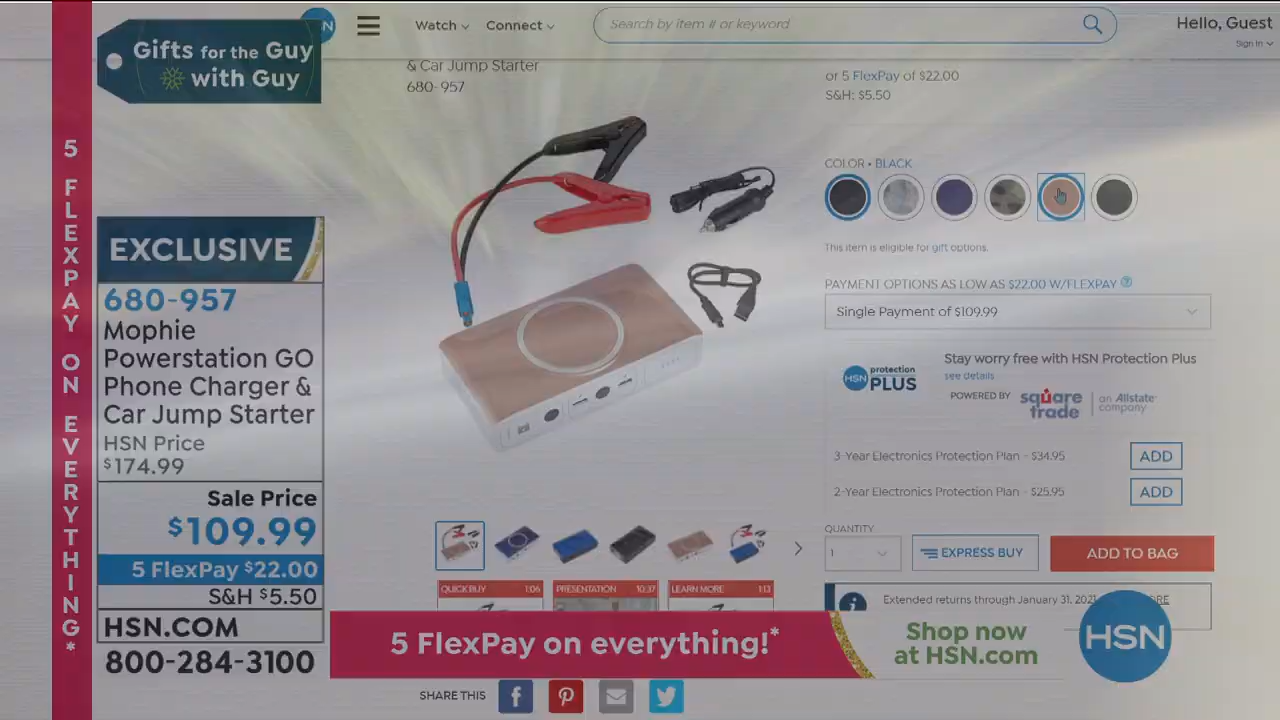 Gifts for the Guy
with Guy
5 FLEXPAY ON EVERYTHING*
EXCLUSIVE
680-957
Mophie
Powerstation GO
Phone Charger &
Car Jump Starter
HSN Price
$174.99
Sale Price
$109.99
5 FlexPay $22.00
S&H $5.50
HSN.COM
800-284-3100
Watch
Connect
Search by item # or keyword
Hello, Guest
Sign In
& Car Jump Starter
680-957
or 5 FlexPay of $22.00
S&H: $5.50
COLOR • BLACK
This item is eligible for gift options.
PAYMENT OPTIONS AS LOW AS $22.00 W/FLEXPAY
Single Payment of $109.99
HSN protection PLUS
Stay worry free with HSN Protection Plus
see details
POWERED BY
square trade
an Allstate company
3-Year Electronics Protection Plan - $34.95
ADD
2-Year Electronics Protection Plan - $25.95
ADD
QUANTITY
1
EXPRESS BUY
ADD TO BAG
QUICK BUY 1:06
PRESENTATION 10:37
LEARN MORE 1:13
Extended returns through January 31, 2021
5 FlexPay on everything!*
Shop now
at HSN.com
HSN
SHARE THIS